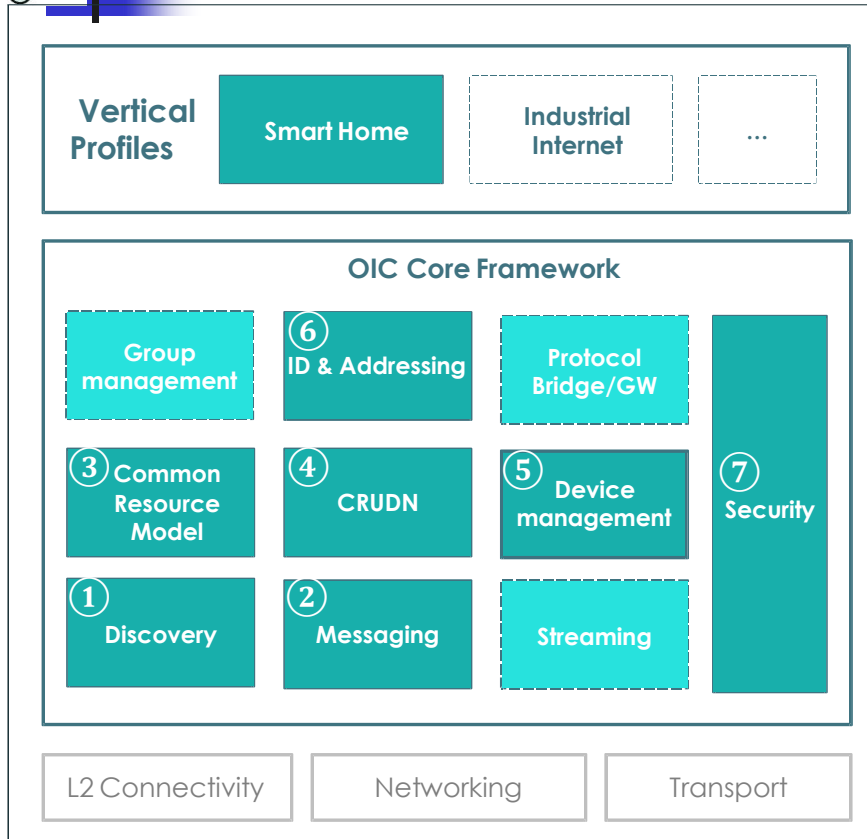 Vertical
Profiles
Smart Home
Industrial
Internet
...
OIC Core Framework
Group
management
⑥
ID & Addressing
Protocol
Bridge/GW
③ Common
Resource
Model
④
CRUDN
⑤ Device
management
⑦
Security
①
Discovery
②
Messaging
Streaming
L2 Connectivity
Networking
Transport